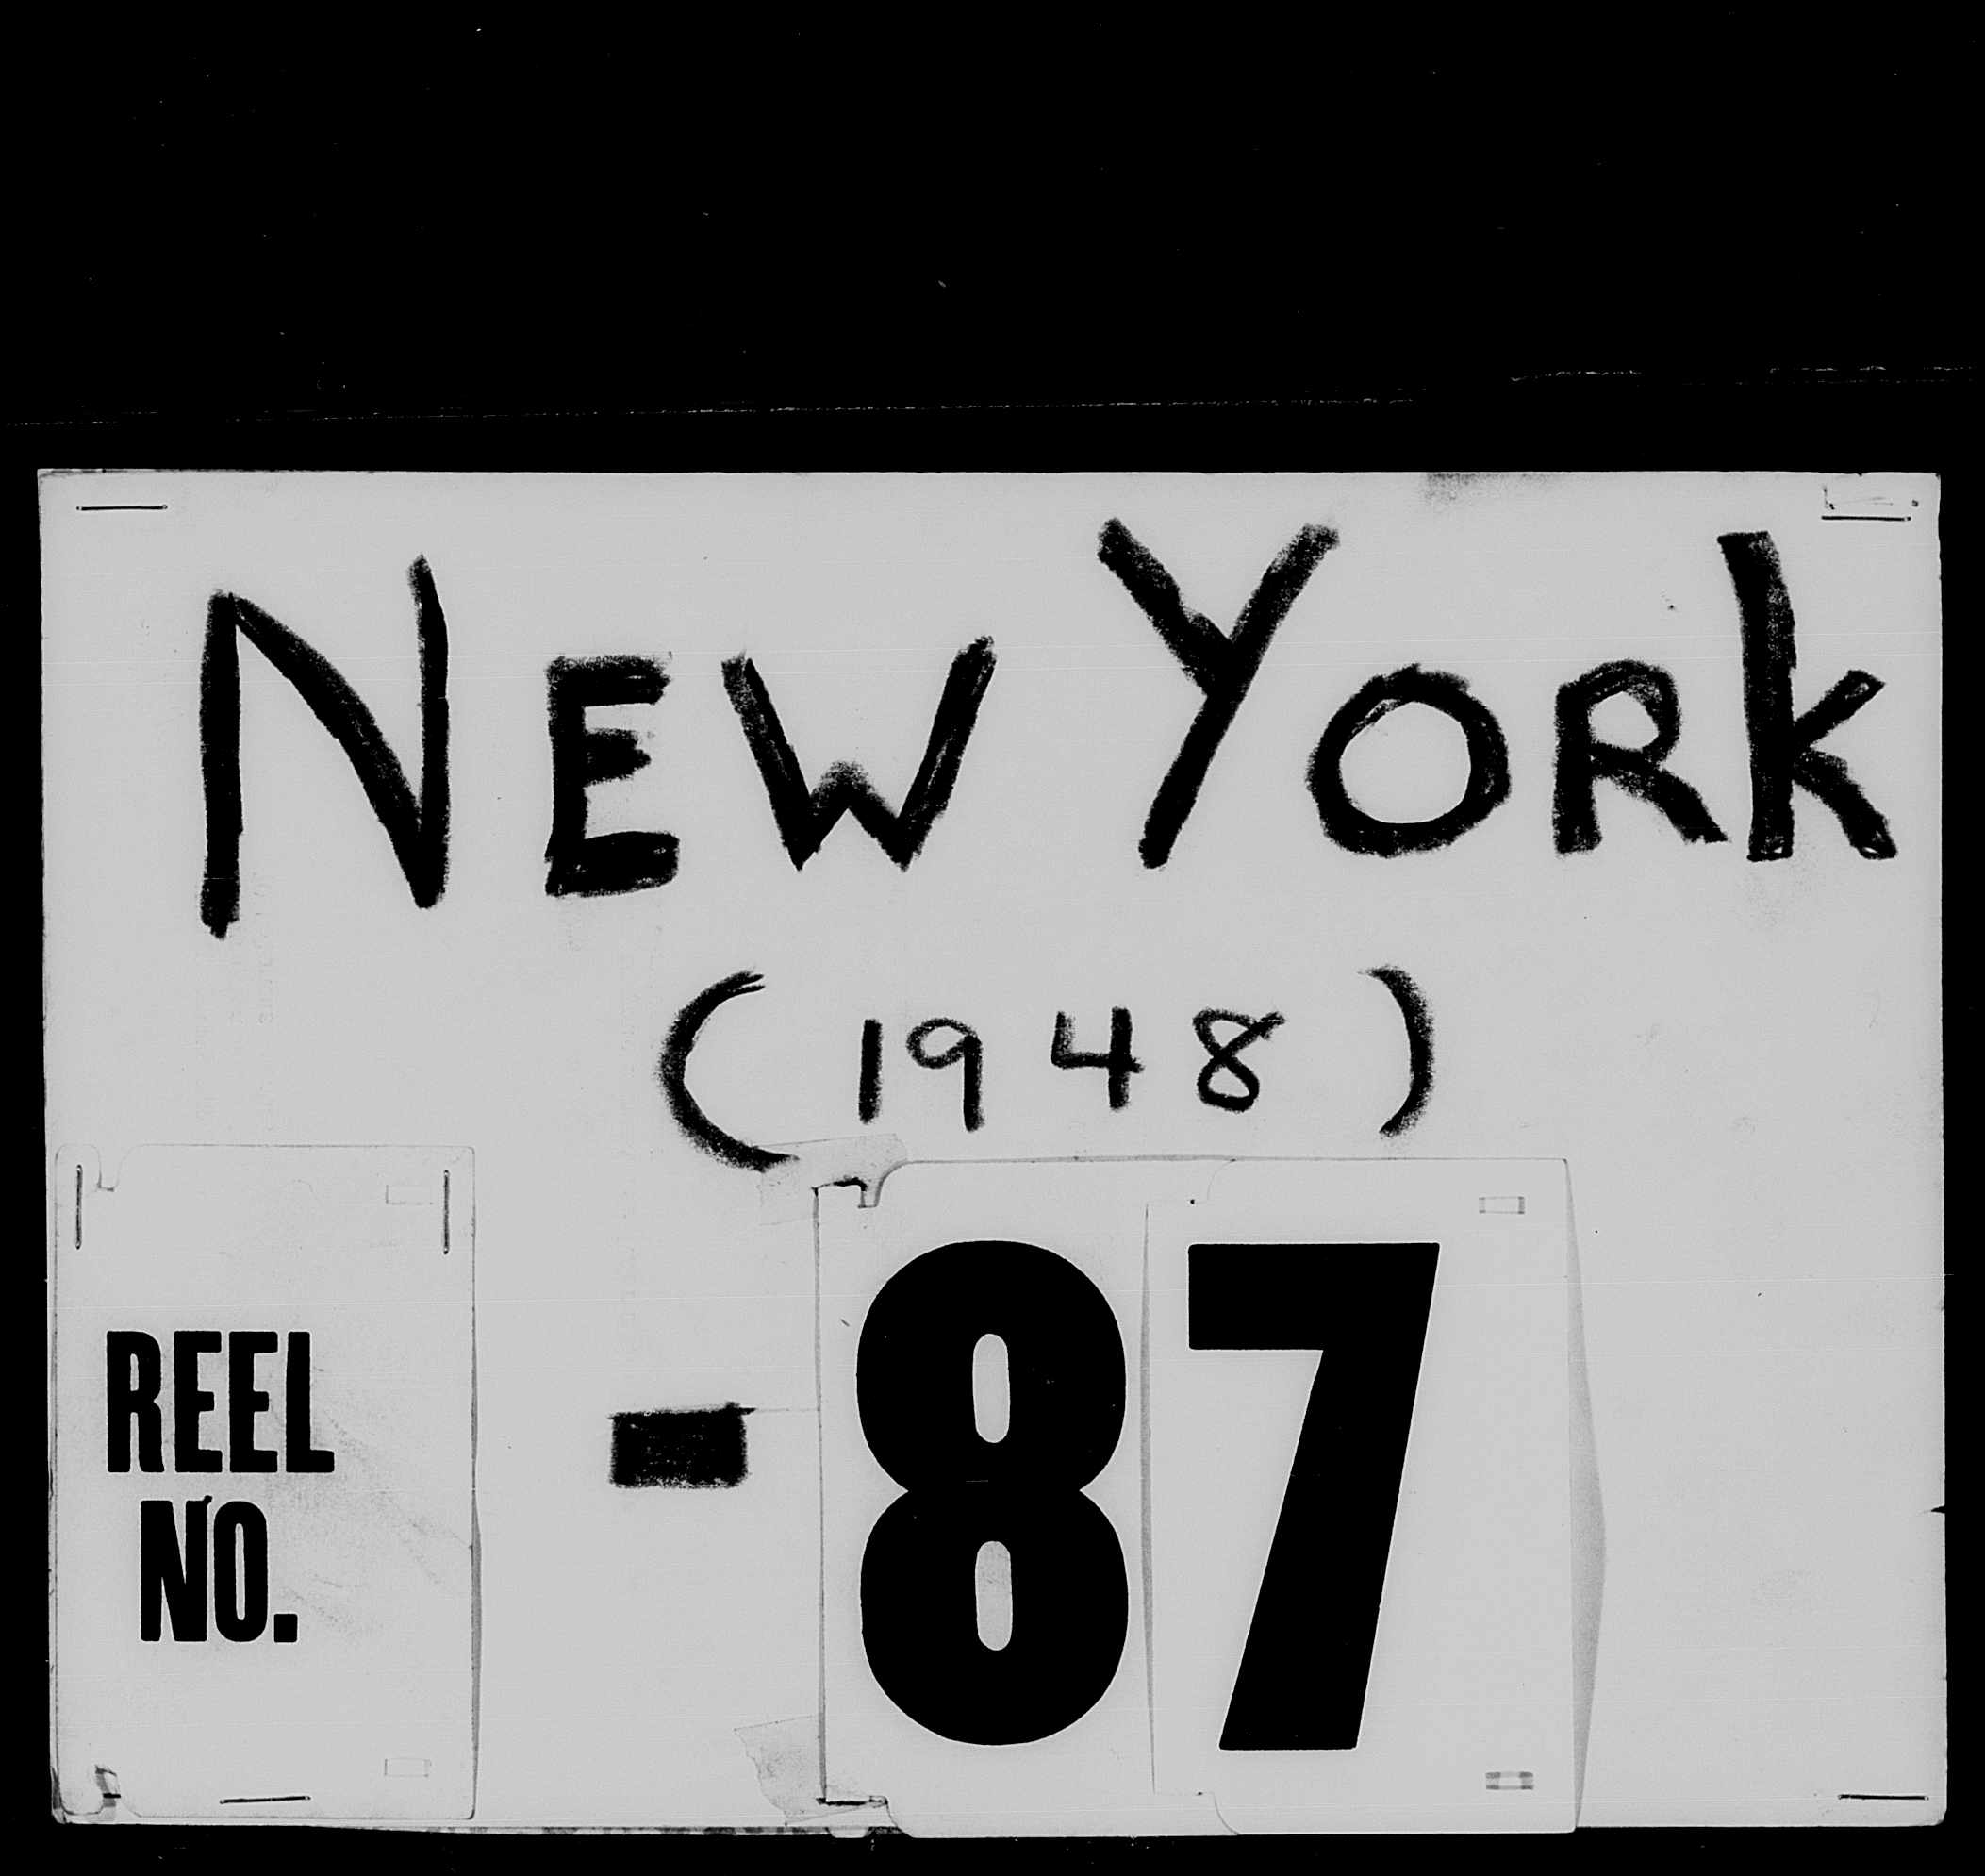 NEW YORK
(1948)
REEL
NO.
- 87